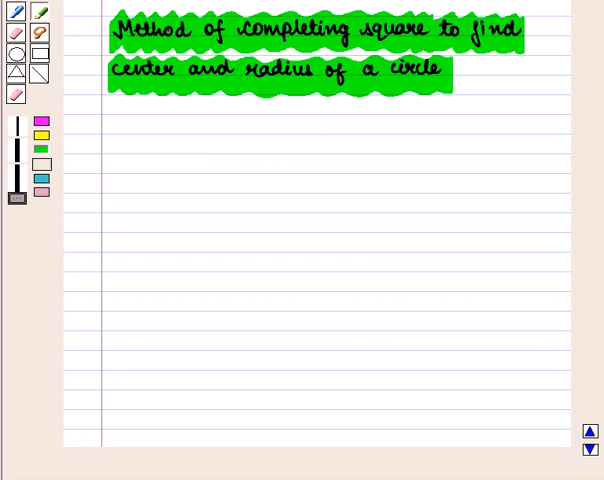 Method of completing square to find
center and radius of a circle